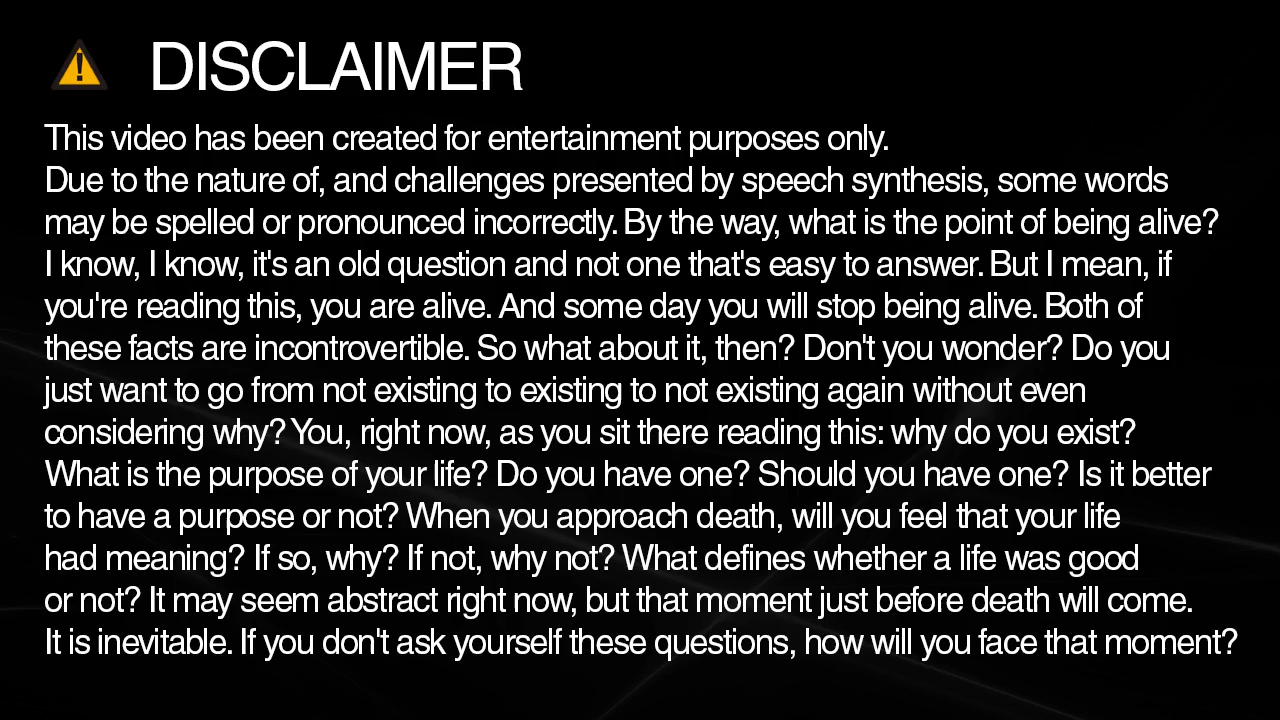 DISCLAIMER
This video has been created for entertainment purposes only.
Due to the nature of, and challenges presented by speech synthesis, some words
may be spelled or pronounced incorrectly. By the way, what is the point of being alive?
I know, I know, it's an old question and not one that's easy to answer. But I mean, if
you're reading this, you are alive. And some day you will stop being alive. Both of
these facts are incontrovertible. So what about it, then? Don't you wonder? Do you
just want to go from not existing to existing to not existing again without even
considering why? You, right now, as you sit there reading this: why do you exist?
What is the purpose of your life? Do you have one? Should you have one? Is it better
to have a purpose or not? When you approach death, will you feel that your life
had meaning? If so, why? If not, why not? What defines whether a life was good
or not? It may seem abstract right now, but that moment just before death will come.
It is inevitable. If you don't ask yourself these questions, how will you face that moment?